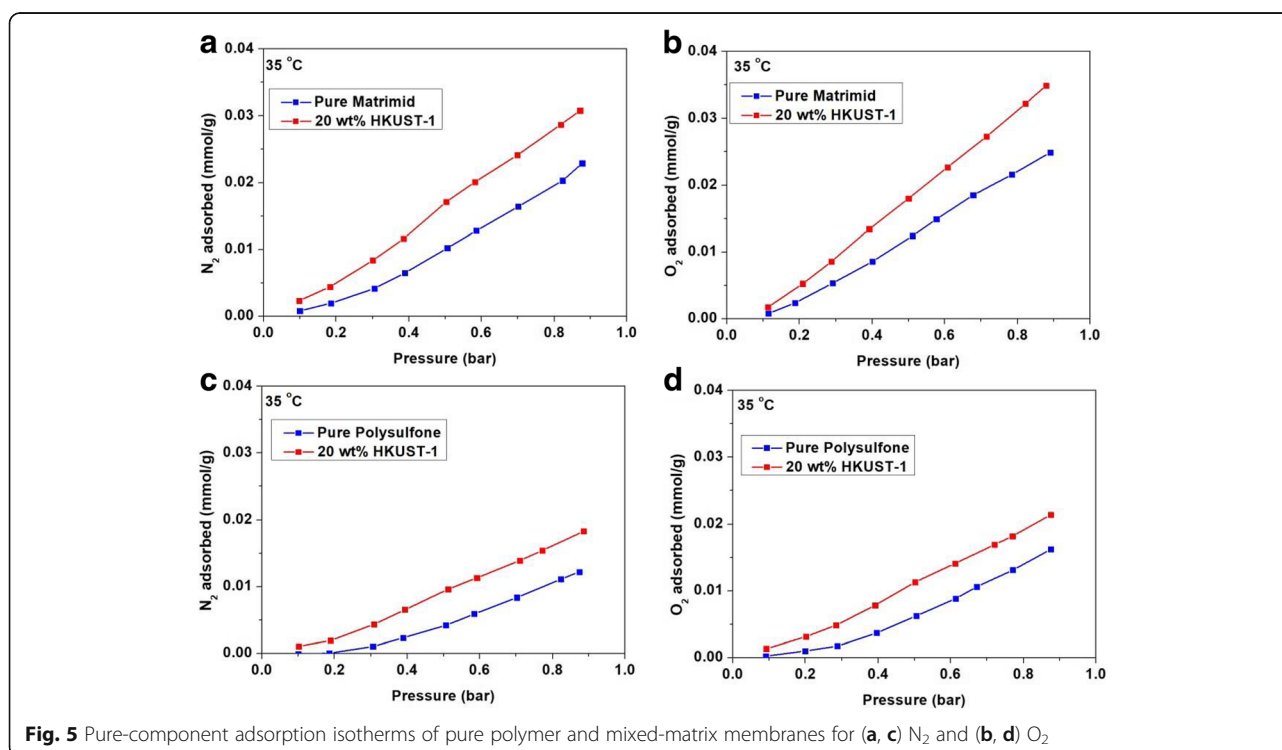 a
35 °C
Pure Matrimid
20 wt% HKUST-1
N₂ adsorbed (mmol/g)
0.04
0.03
0.02
0.01
0.00
0.0 0.2 0.4 0.6 0.8 1.0
Pressure (bar)
b
35 °C
Pure Matrimid
20 wt% HKUST-1
O₂ adsorbed (mmol/g)
0.04
0.03
0.02
0.01
0.00
0.0 0.2 0.4 0.6 0.8 1.0
Pressure (bar)
c
35 °C
Pure Polysulfone
20 wt% HKUST-1
N₂ adsorbed (mmol/g)
0.04
0.03
0.02
0.01
0.00
0.0 0.2 0.4 0.6 0.8 1.0
Pressure (bar)
d
35 °C
Pure Polysulfone
20 wt% HKUST-1
O₂ adsorbed (mmol/g)
0.04
0.03
0.02
0.01
0.00
0.0 0.2 0.4 0.6 0.8 1.0
Pressure (bar)
Fig. 5 Pure-component adsorption isotherms of pure polymer and mixed-matrix membranes for (a, c) N₂ and (b, d) O₂